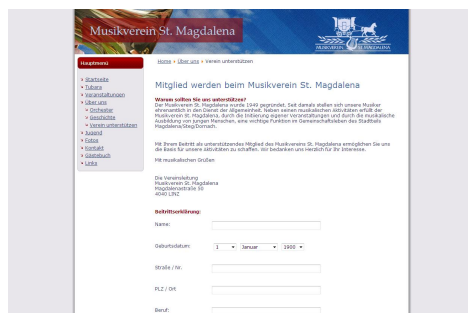 Musikverein St. Magdalena
MUSIKVEREIN ST. MAGDALENA
Hauptmenü
Home » Über uns » Verein unterstützen
Startseite
Tubara
Veranstaltungen
Über uns
Orchester
Geschichte
Verein unterstützen
Jugend
Fotos
Kontakt
Gästebuch
Links
Mitglied werden beim Musikverein St. Magdalena
Warum sollten Sie uns unterstützen?
Der Musikverein St. Magdalena wurde 1949 gegründet. Seit damals stellen sich unsere Musiker
ehrenamtlich in den Dienst der Allgemeinheit. Neben seinen musikalischen Aktivitäten erfüllt der
Musikverein St. Magdalena, durch die Initiierung eigener Veranstaltungen und durch die musikalische
Ausbildung von jungen Menschen, eine wichtige Funktion im Gemeinschaftsleben des Stadtteils
Magdalena/Steg/Dornach.
Mit Ihrem Beitritt als unterstützendes Mitglied des Musikvereins St. Magdalena ermöglichen Sie uns
die Basis für unsere Aktivitäten zu schaffen. Wir bedanken uns Herzlich für Ihr Interesse.
Mit musikalischen Grüßen
Die Vereinsleitung
Musikverein St. Magdalena
Magdalenastraße 50
4040 LINZ
Beitrittserklärung:
Name:
Geburtsdatum: 1 Januar 1900
Straße / Nr.
PLZ / Ort
Beruf: